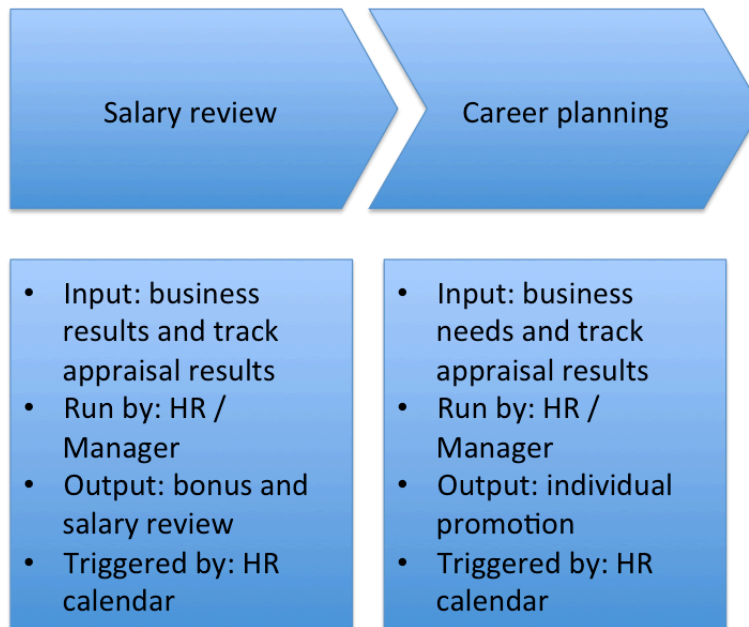 Salary review
Career planning
• Input: business
results and track
appraisal results
• Run by: HR /
Manager
• Output: bonus and
salary review
• Triggered by: HR
calendar
• Input: business
needs and track
appraisal results
• Run by: HR /
Manager
• Output: individual
promotion
• Triggered by: HR
calendar